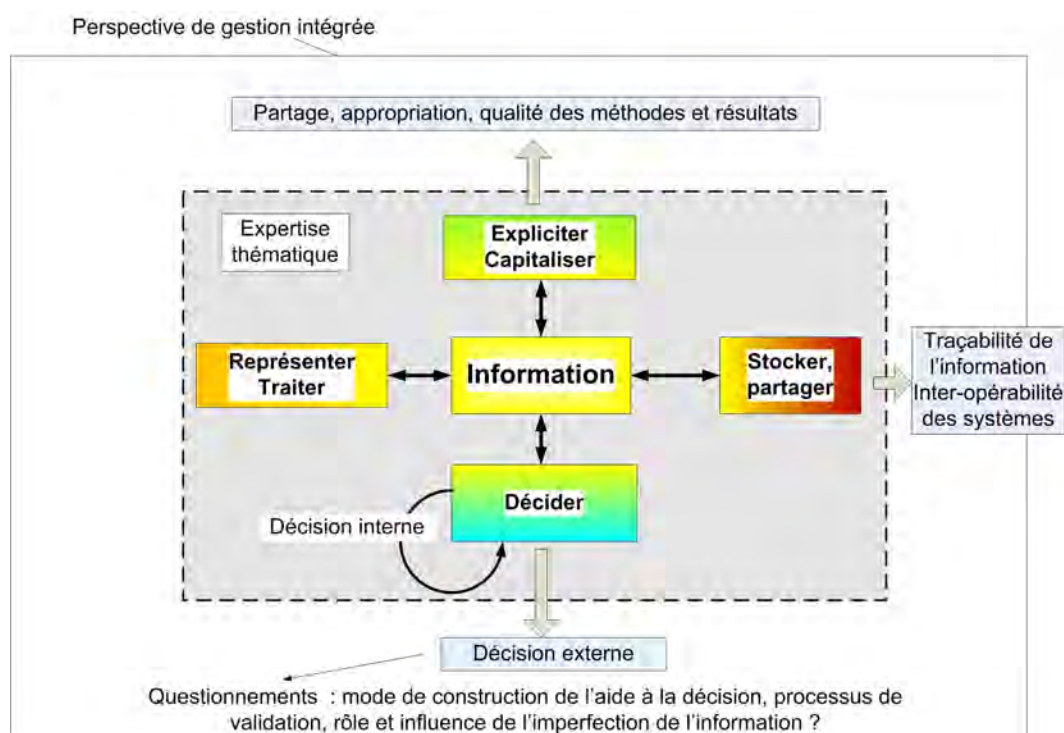 Perspective de gestion intégrée
Partage, appropriation, qualité des méthodes et résultats
Expertise
thématique
Expliciter
Capitaliser
Représenter
Traiter
Information
Stocker,
partager
Traçabilité de
l'information
Inter-opérabilité
des systèmes
Décider
Décision interne
Décision externe
Questionnements : mode de construction de l'aide à la décision, processus de
validation, rôle et influence de l'imperfection de l'information ?